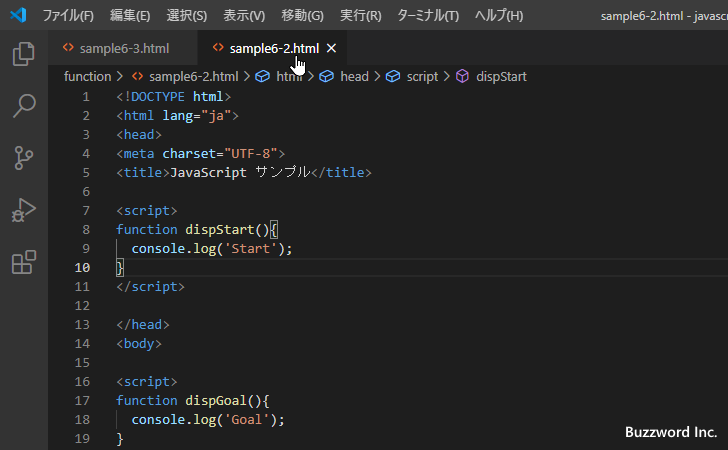 ファイル(F) 編集(E) 選択(S) 表示(V) 移動(G) 実行(R) ターミナル(T) ヘルプ(H) sample6-2.html - javasc
sample6-3.html sample6-2.html
function > sample6-2.html > html > head > script > dispStart
1 <!DOCTYPE html>
2 <html lang="ja">
3 <head>
4 <meta charset="UTF-8">
5 <title>JavaScript サンプル</title>
6
7 <script>
8 function dispStart(){
9   console.log('Start');
10 }
11 </script>
12
13 </head>
14 <body>
15
16 <script>
17 function dispGoal(){
18   console.log('Goal');
19 }
Buzzword Inc.